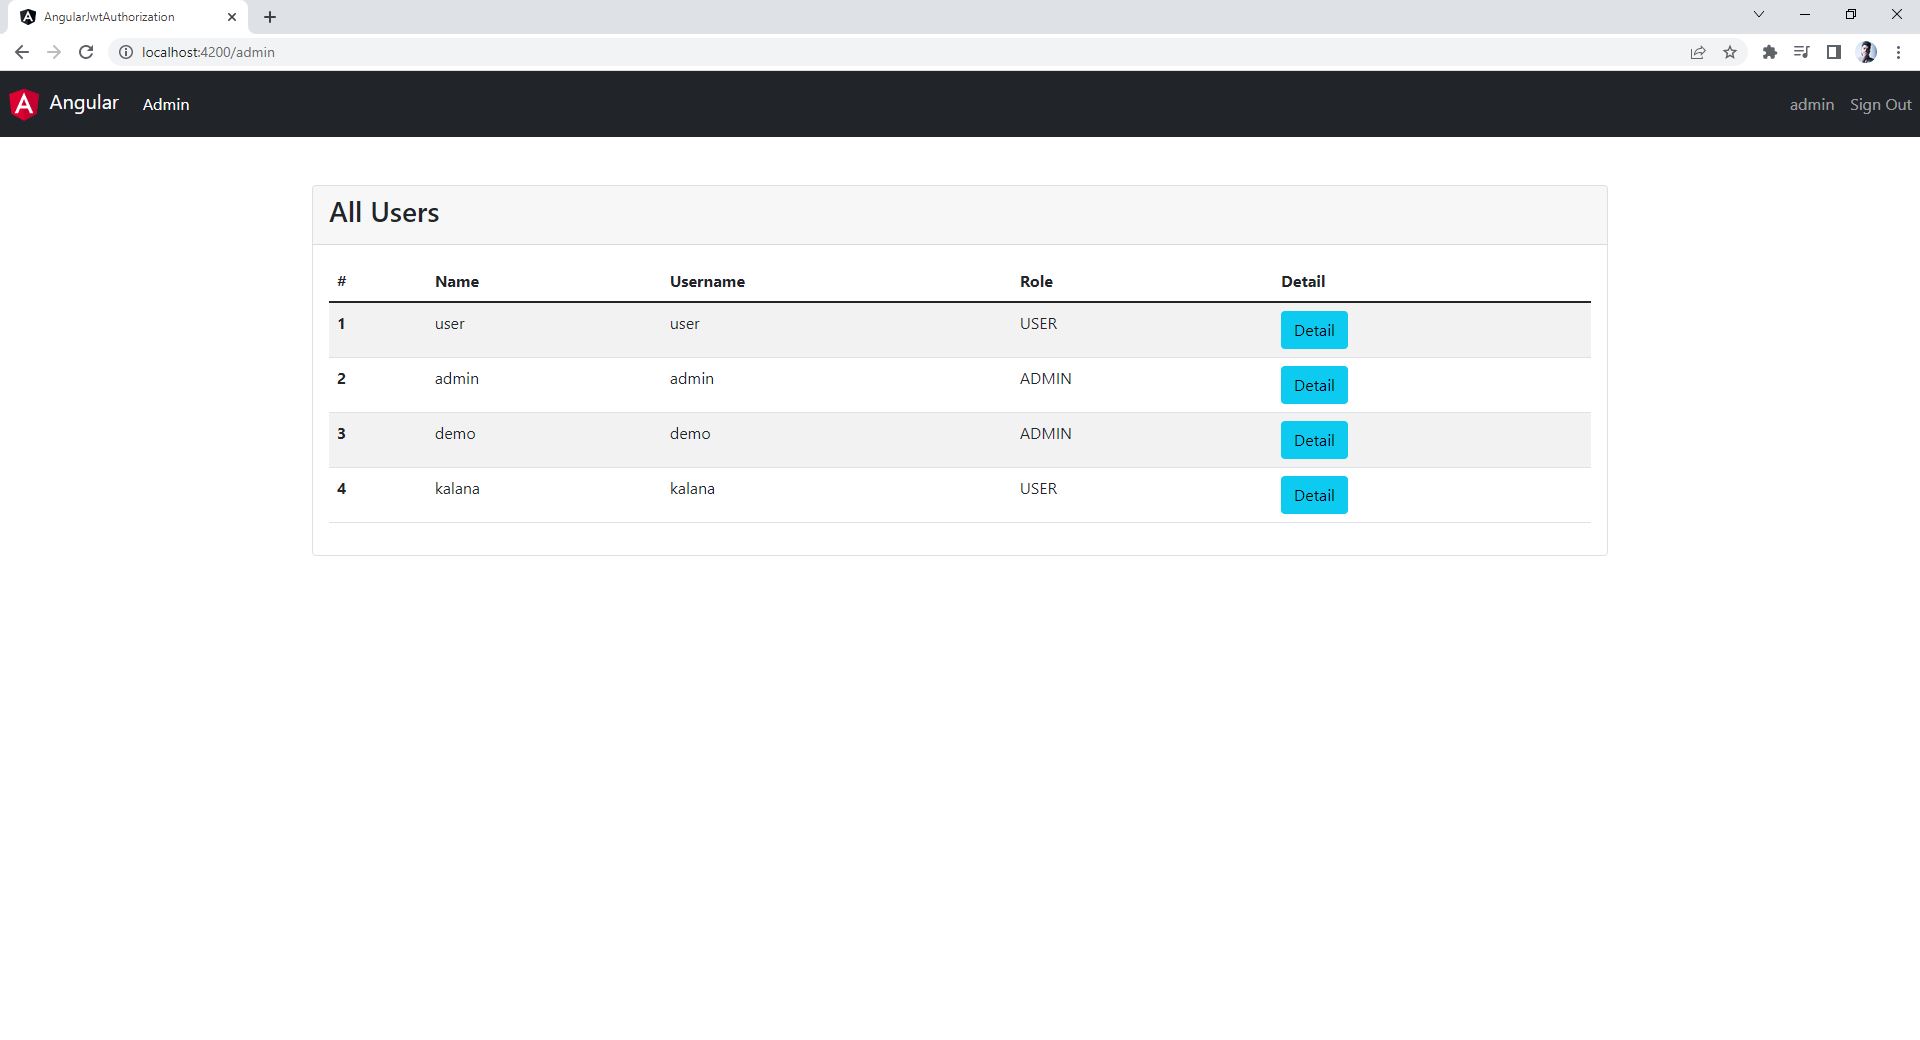 AngularJwtAuthorization
localhost:4200/admin
Angular Admin admin Sign Out
All Users
# Name Username Role Detail
1 user user USER Detail
2 admin admin ADMIN Detail
3 demo demo ADMIN Detail
4 kalana kalana USER Detail